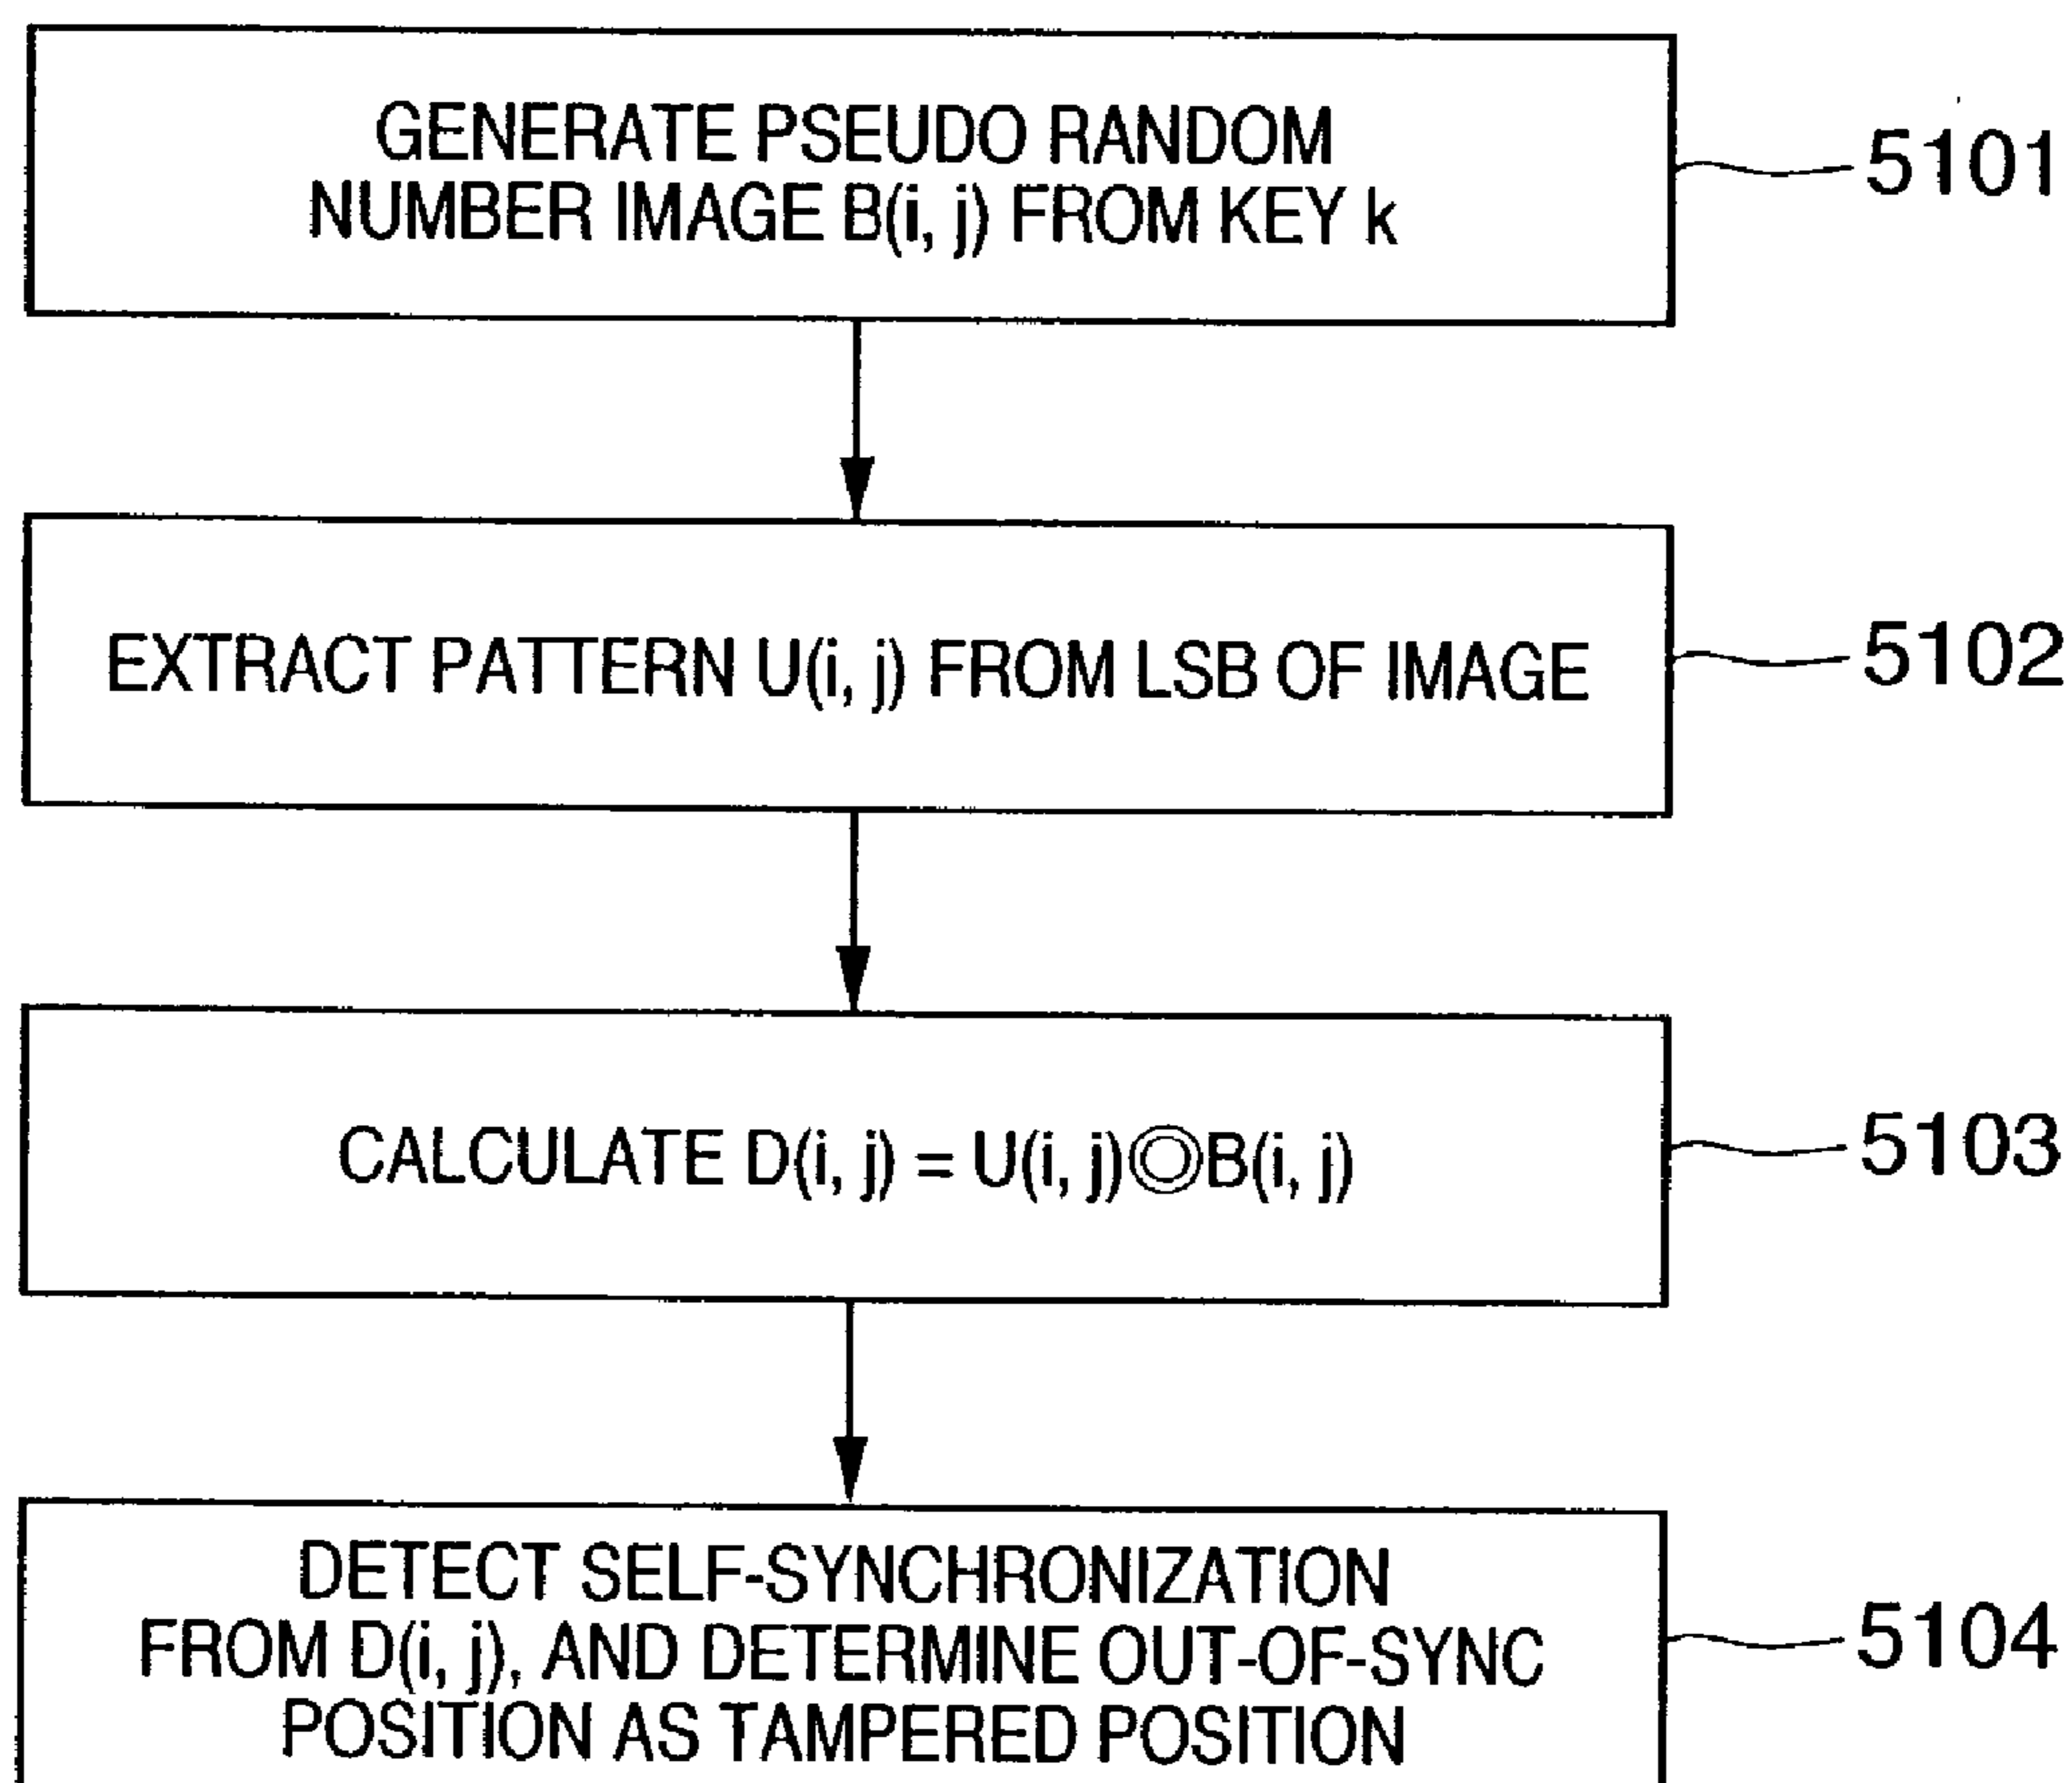 GENERATE PSEUDO RANDOM
NUMBER IMAGE B(i, j) FROM KEY k
5101
EXTRACT PATTERN U(i, j) FROM LSB OF IMAGE
5102
CALCULATE D(i, j) = U(i, j)◎B(i, j)
5103
DETECT SELF-SYNCHRONIZATION
FROM D(i, j), AND DETERMINE OUT-OF-SYNC
POSITION AS TAMPERED POSITION
5104